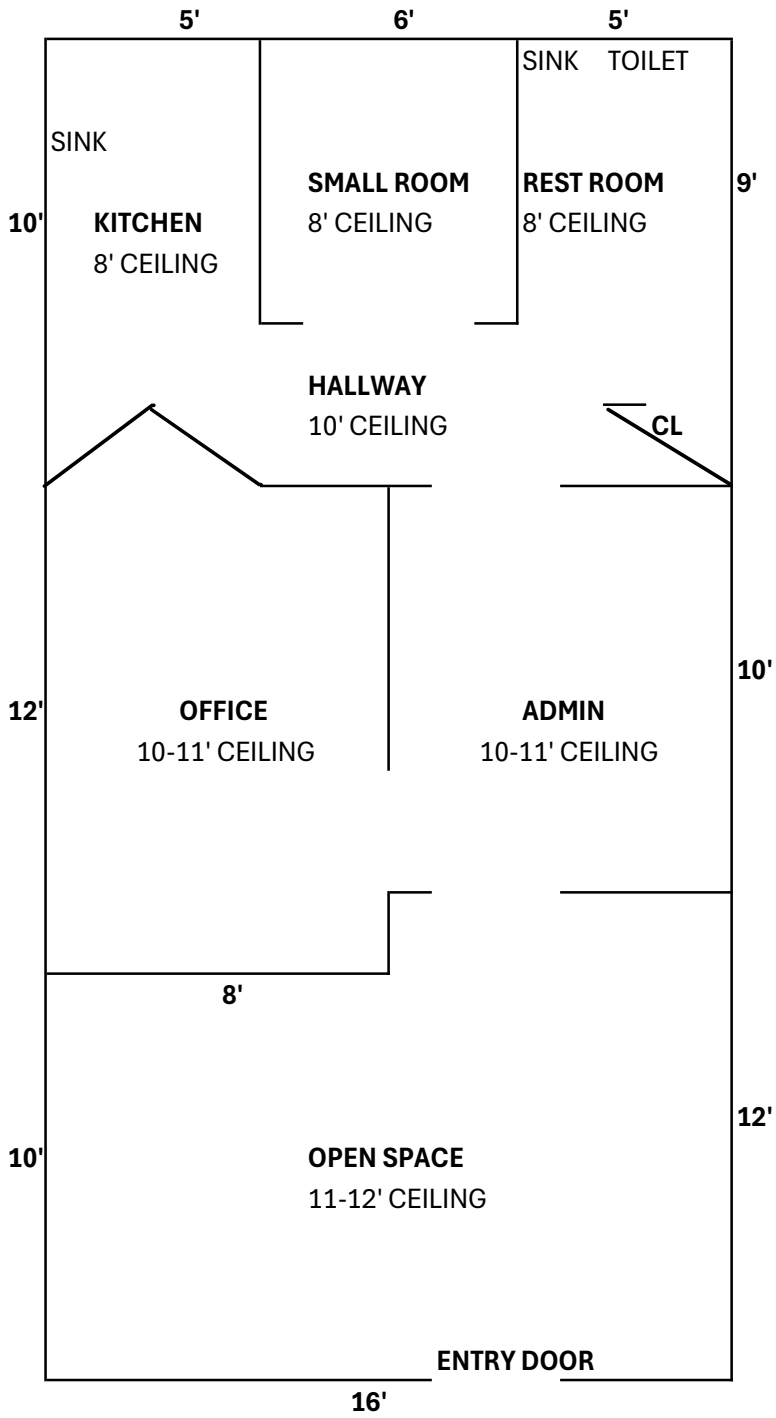 5'
6'
5'
SINK
TOILET
SINK
SMALL ROOM
REST ROOM
9'
10'
KITCHEN
8' CEILING
8' CEILING
8' CEILING
HALLWAY
10' CEILING
CL
10'
12'
OFFICE
ADMIN
10-11' CEILING
10-11' CEILING
8'
12'
10'
OPEN SPACE
11-12' CEILING
ENTRY DOOR
16'